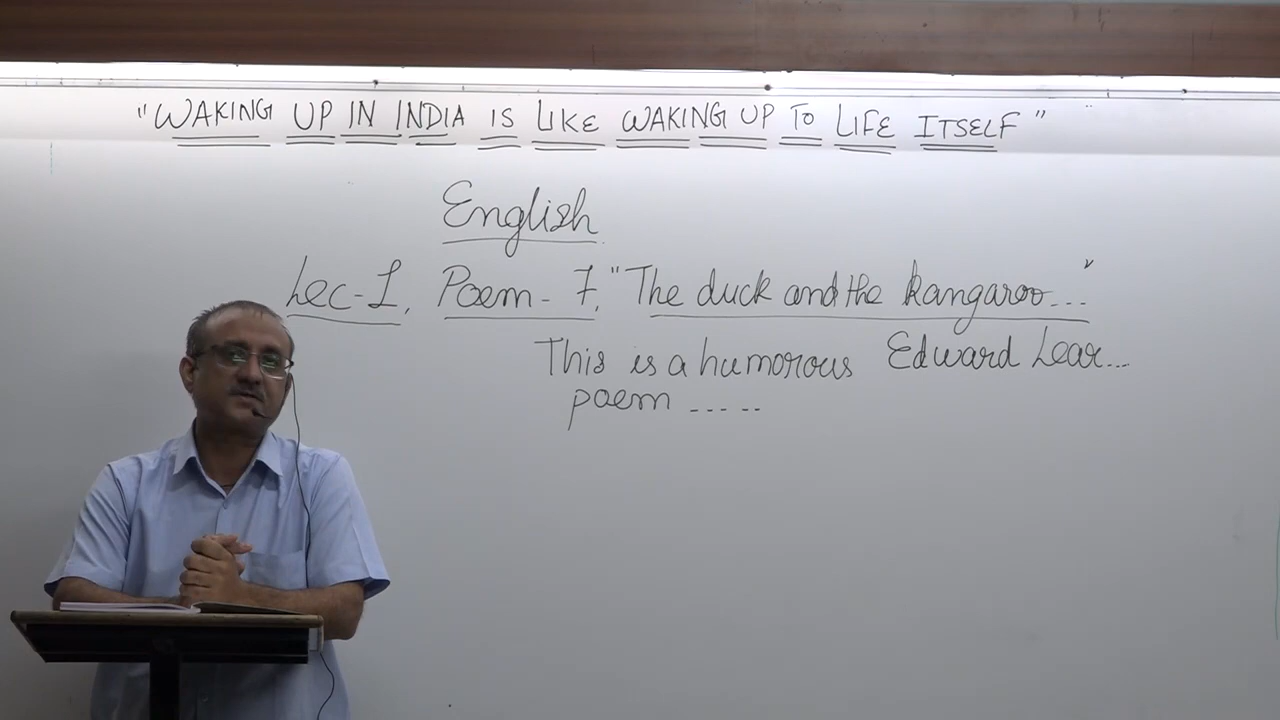 "WAKING UP IN INDIA IS LIKE WAKING UP TO LIFE ITSELF"
English
Lec-1, Poem-7, "The duck and the kangaroo..."
Edward Lear...
This is a humorous
poem .....